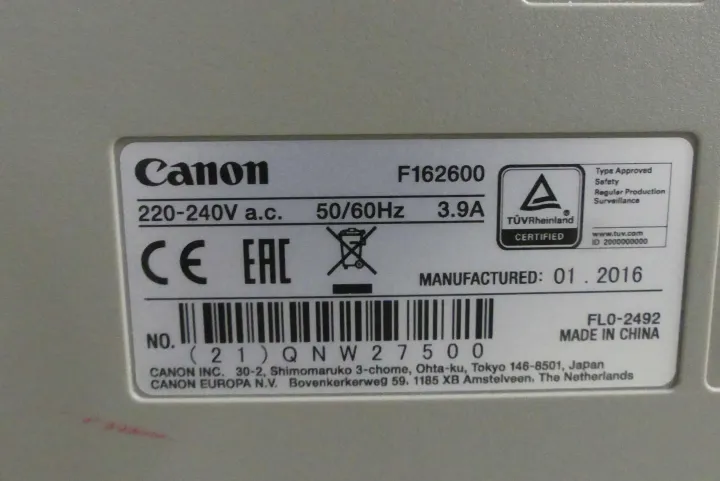 Canon F162600
220-240V a.c. 50/60Hz 3.9A
TÜVRheinland®
CERTIFIED
Type Approved
Safety
Regular Production
Surveillance
www.tuv.com
ID 2000000000
CE EAC
MANUFACTURED: 01 . 2016
NO.
(21)QNW27500
FL0-2492
MADE IN CHINA
CANON INC. 30-2, Shimomaruko 3-chome, Ohta-ku, Tokyo 146-8501, Japan
CANON EUROPA N.V. Bovenkerkerweg 59, 1185 XB Amstelveen, The Netherlands